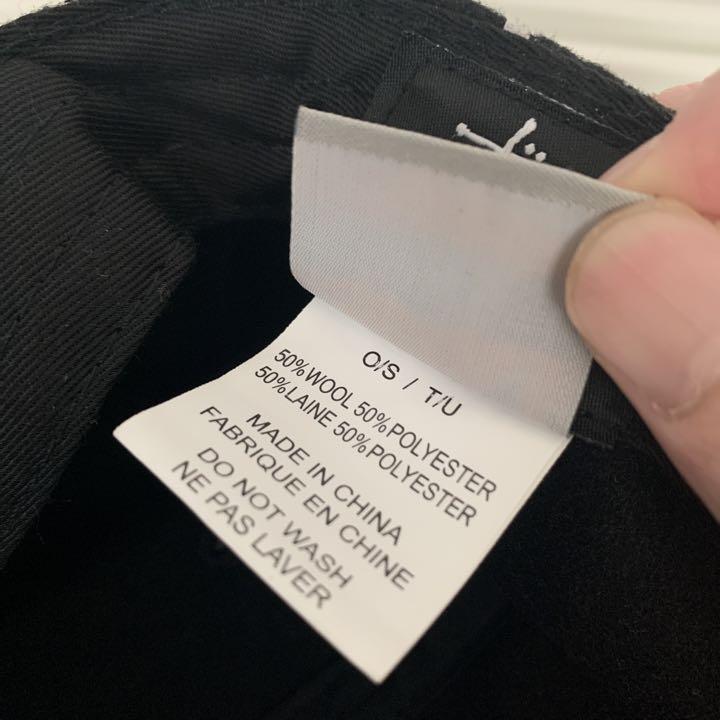 O/S / T/U
50%WOOL 50%POLYESTER
50%LAINE 50%POLYESTER
MADE IN CHINA
FABRIQUE EN CHINE
DO NOT WASH
NE PAS LAVER